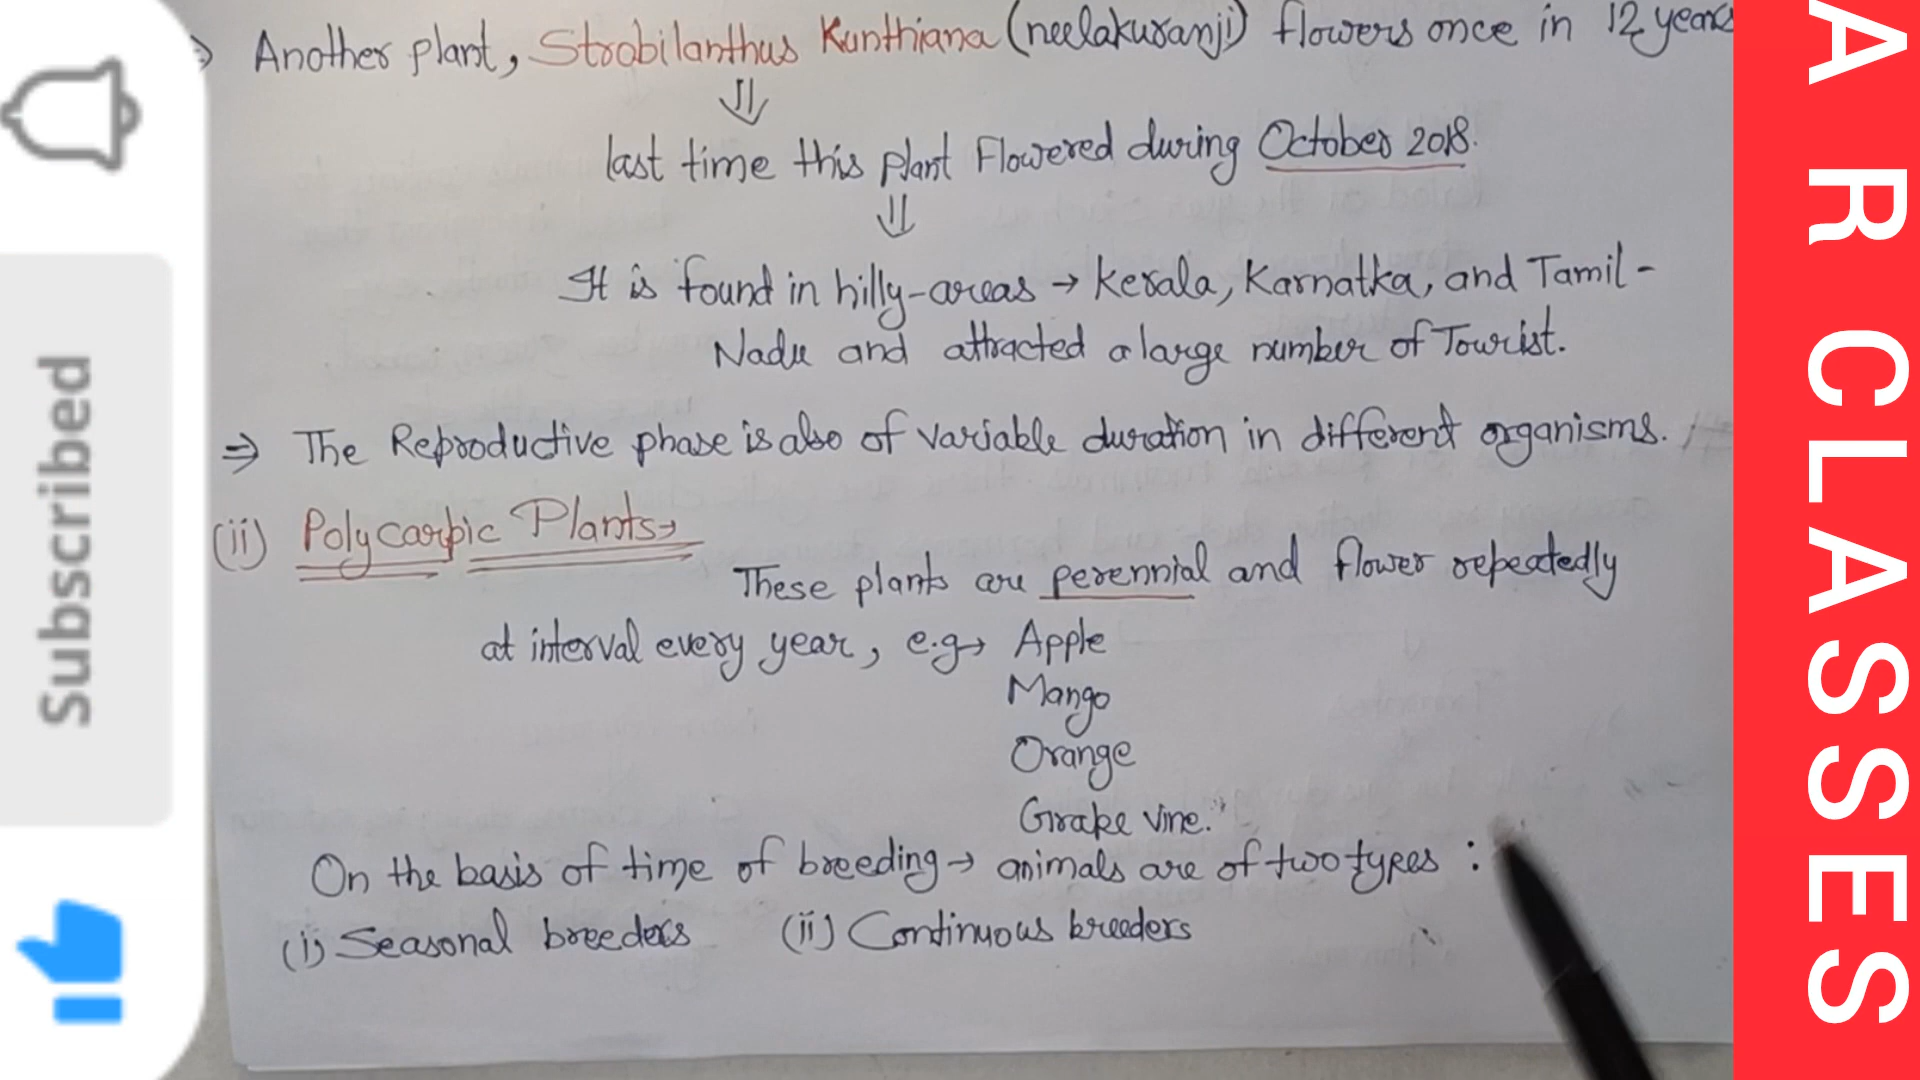 ⇒ Another plant, Strobilanthus Kunthiana (neelakuranji) flowers once in 12 years
⇓
last time this plant Flowered during October 2018.
⇓
It is found in hilly-areas → Kerala, Karnatka, and Tamil-
Nadu and attracted a large number of Tourist.
⇒ The Reproductive phase is also of variable duration in different organisms.
(ii) Polycarpic Plants→
These plants are perennial and flower repeatedly
at interval every year, e.g→ Apple
Mango
Orange
Grape vine.
On the basis of time of breeding → animals are of two types :
(i) Seasonal breeders (ii) Continuous breeders
Subscribed
A R CLASSES